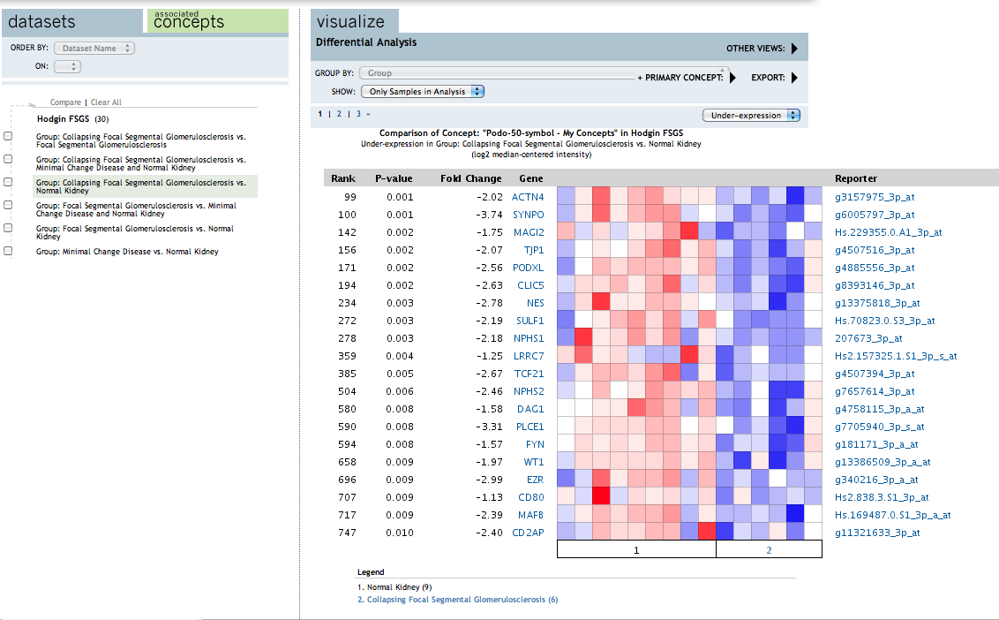 datasets
associated
concepts
ORDER BY: Dataset Name
ON:
Compare | Clear All
Hodgin FSGS (30)
Group: Collapsing Focal Segmental Glomerulosclerosis vs.
Focal Segmental Glomerulosclerosis
Group: Collapsing Focal Segmental Glomerulosclerosis vs.
Minimal Change Disease and Normal Kidney
Group: Collapsing Focal Segmental Glomerulosclerosis vs.
Normal Kidney
Group: Focal Segmental Glomerulosclerosis vs. Minimal
Change Disease and Normal Kidney
Group: Focal Segmental Glomerulosclerosis vs. Normal
Kidney
Group: Minimal Change Disease vs. Normal Kidney
visualize
Differential Analysis
OTHER VIEWS:
GROUP BY: Group
+ PRIMARY CONCEPT: EXPORT:
SHOW: Only Samples in Analysis
1 | 2 | 3 »
Under-expression
Comparison of Concept: "Podo-50-symbol - My Concepts" in Hodgin FSGS
Under-expression in Group: Collapsing Focal Segmental Glomerulosclerosis vs. Normal Kidney
(log2 median-centered intensity)
Rank P-value Fold Change Gene Reporter
99 0.001 -2.02 ACTN4 g3157975_3p_at
100 0.001 -3.74 SYNPO g6005797_3p_at
142 0.002 -1.75 MAGI2 Hs.229355.0.A1_3p_at
156 0.002 -2.07 TJP1 g4507516_3p_at
171 0.002 -2.56 PODXL g4885556_3p_at
194 0.002 -2.63 CLIC5 g8393146_3p_at
234 0.003 -2.78 NES g13375818_3p_at
272 0.003 -2.19 SULF1 Hs.70823.0.S3_3p_at
278 0.003 -2.18 NPHS1 207673_3p_at
359 0.004 -1.25 LRRC7 Hs2.157325.1.S1_3p_s_at
385 0.005 -2.67 TCF21 g4507394_3p_at
504 0.006 -2.46 NPHS2 g7657614_3p_at
580 0.008 -1.58 DAG1 g4758115_3p_a_at
590 0.008 -3.31 PLCE1 g7705940_3p_s_at
594 0.008 -1.57 FYN g181171_3p_a_at
658 0.009 -1.97 WT1 g13386509_3p_a_at
696 0.009 -2.99 EZR g340216_3p_a_at
707 0.009 -1.13 CD80 Hs2.838.3.S1_3p_at
717 0.009 -2.39 MAFB Hs.169487.0.S1_3p_a_at
747 0.010 -2.40 CD2AP g11321633_3p_at
1 2
Legend
1. Normal Kidney (9)
2. Collapsing Focal Segmental Glomerulosclerosis (6)